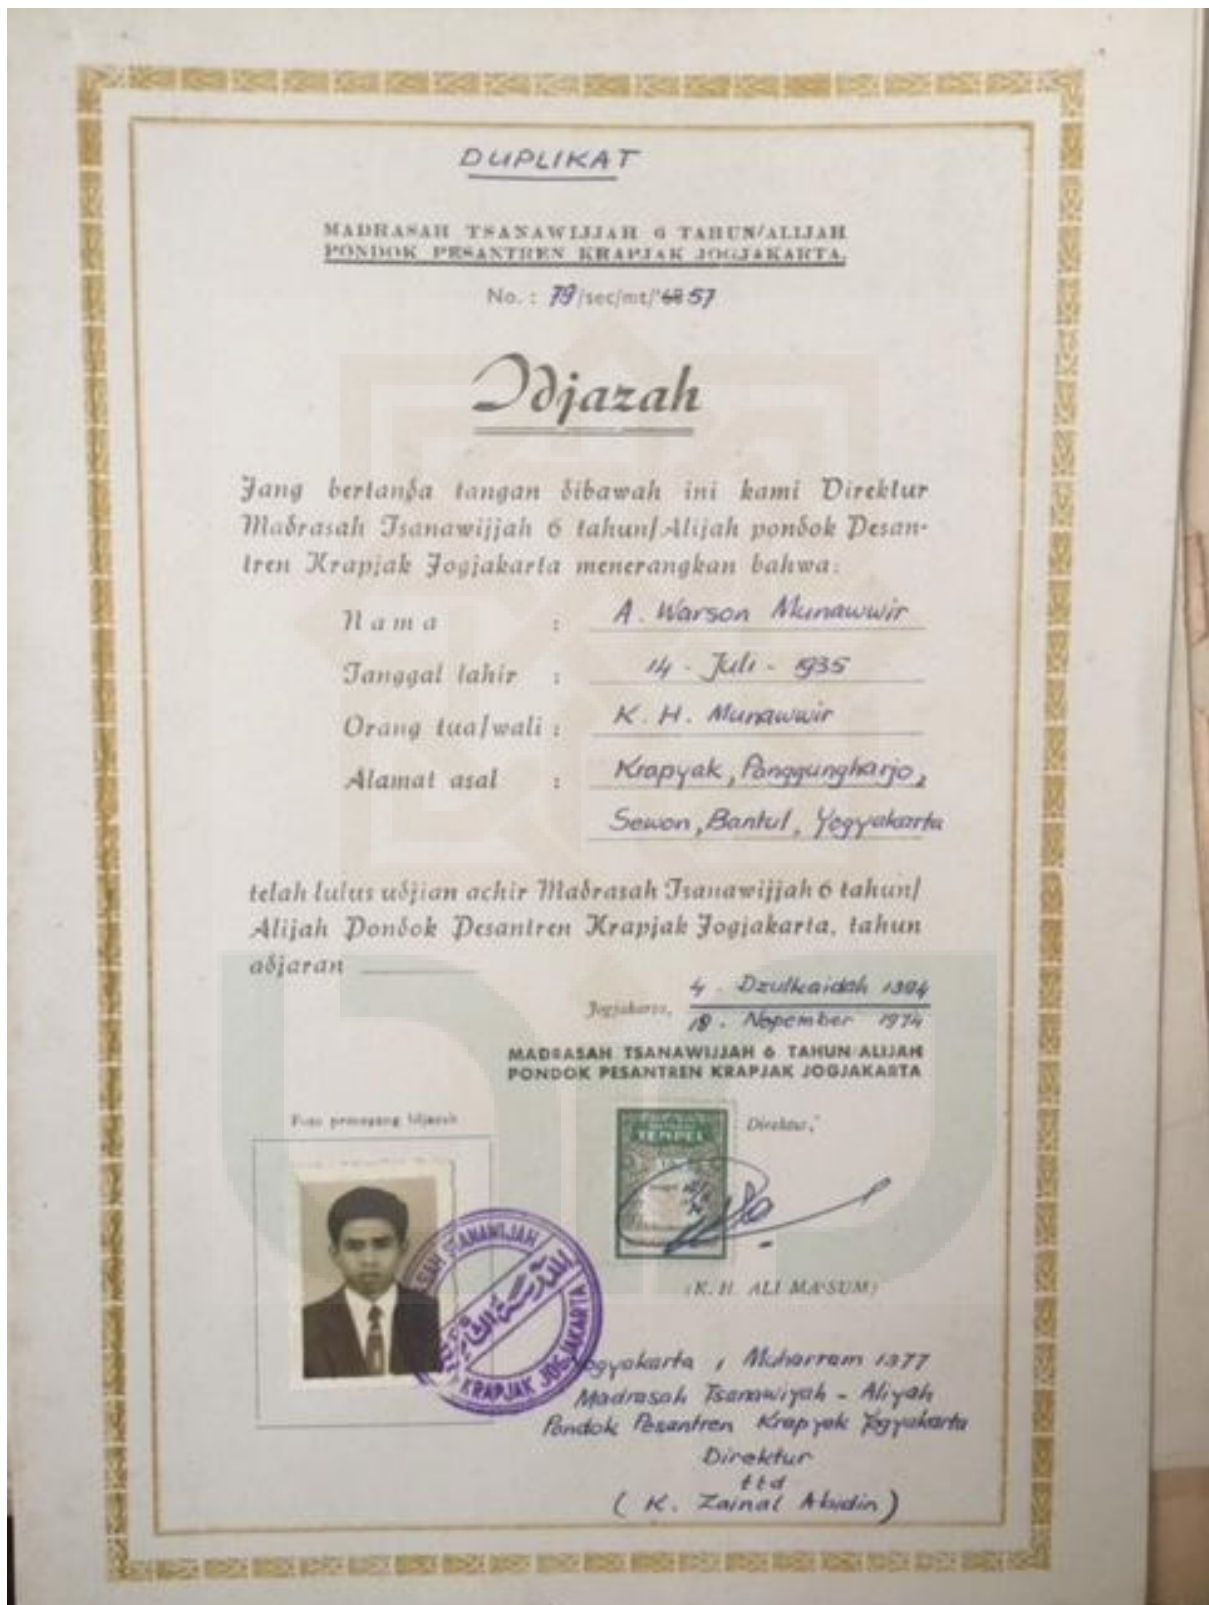 DUPLIKAT
MADRASAH TSANAWIJJAH 6 TAHUN/ALIJAH
PONDOK PESANTREN KRAPJAK JOGJAKARTA.
No. : 79/sec/mt/'68 57
Idjazah
Jang bertanda tangan dibawah ini kami Direktur
Madrasah Tsanawijjah 6 tahun/Alijah pondok Pesan-
tren Krapjak Jogjakarta menerangkan bahwa:
Nama : A. Warson Munawwir
Tanggal lahir : 14 - Juli - 1935
Orang tua/wali : K. H. Munawwir
Alamat asal : Krapyak, Panggungharjo,
Sewon, Bantul, Yogyakarta
telah lulus udjian achir Madrasah Tsanawijjah 6 tahun/
Alijah Pondok Pesantren Krapjak Jogjakarta, tahun
adjaran
4 - Dzulkaidah 1394
Jogjakarta, 18 - Nopember 1974
MADRASAH TSANAWIJJAH 6 TAHUN/ALIJAH
PONDOK PESANTREN KRAPJAK JOGJAKARTA
Foto pemegang Idjazah
Direktur,
TEMPEL
TSANAWIJAH
KRAPJAK JOGJAKARTA
(K. H. ALI MA'SUM)
Yogyakarta, Muharram 1377
Madrasah Tsanawiyah - Aliyah
Pondok Pesantren Krapyak Yogyakarta
Direktur
ttd
( K. Zainal Abidin )